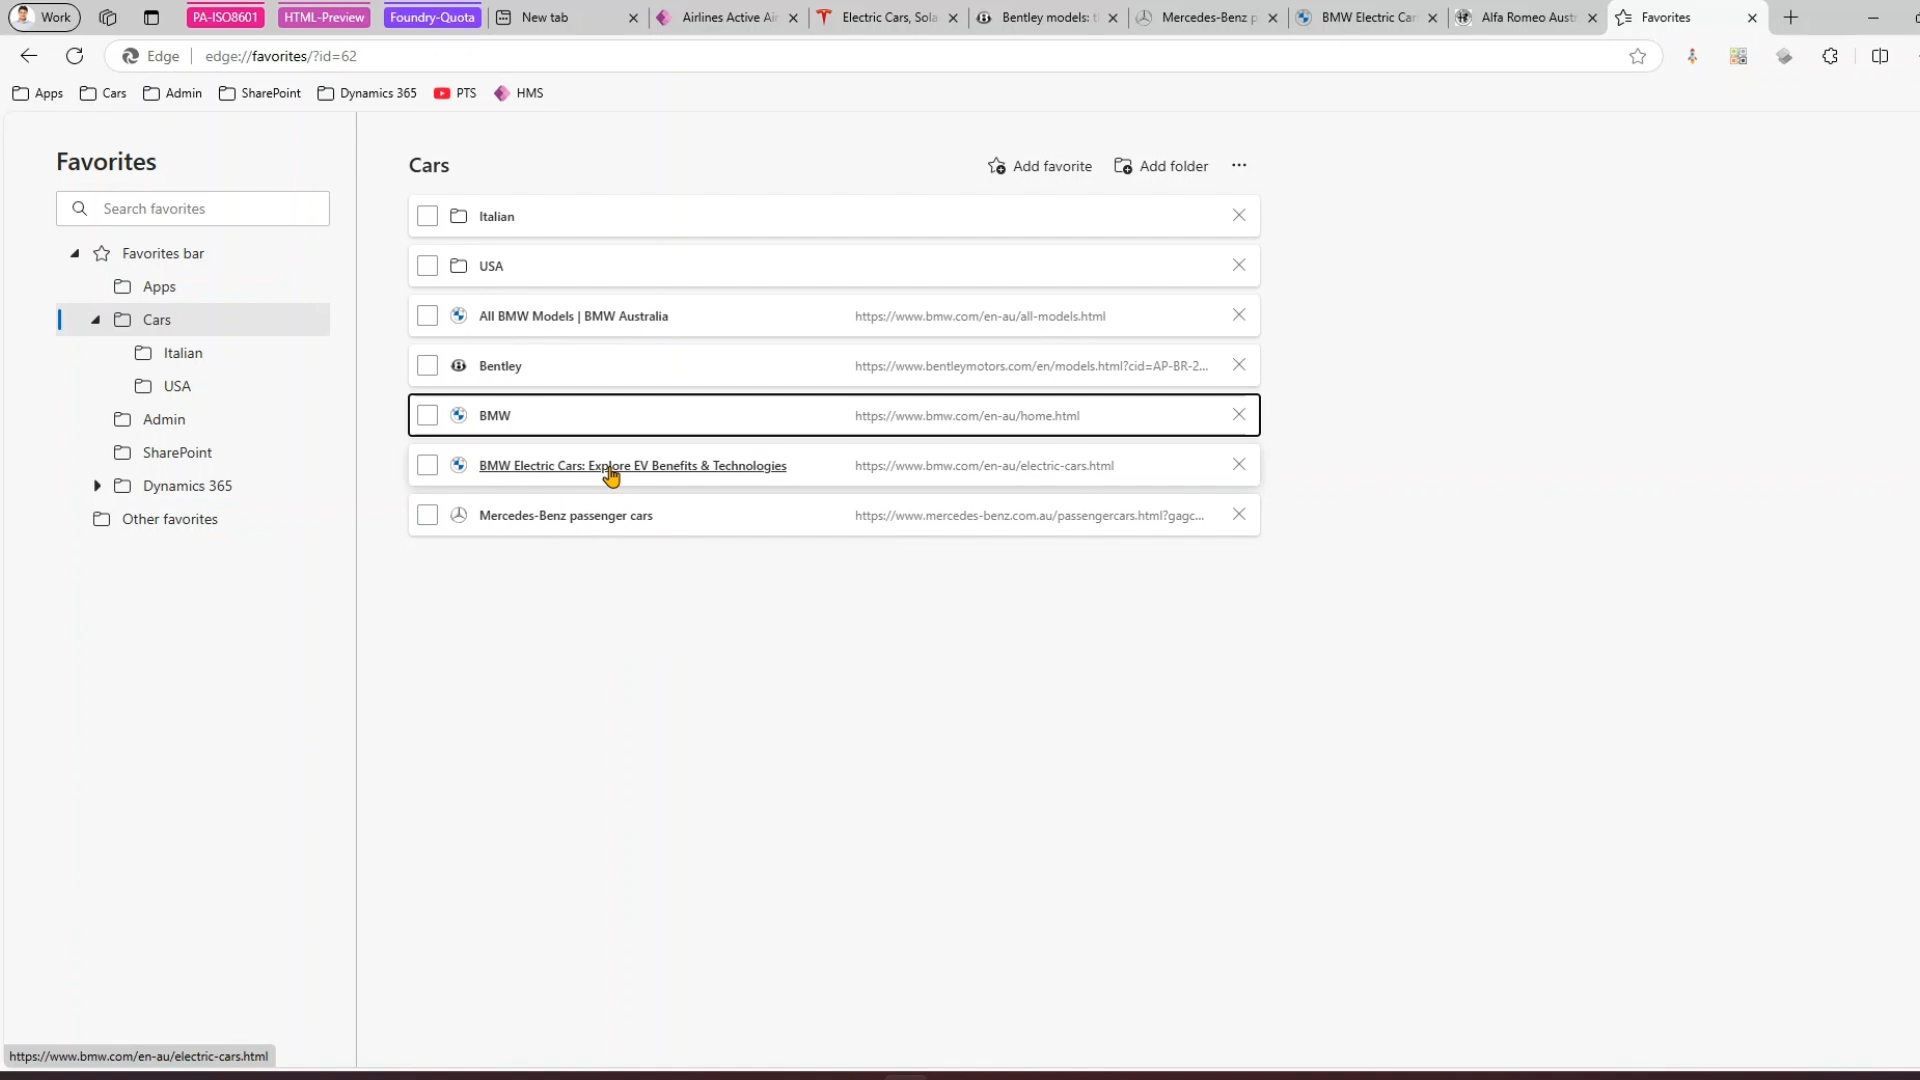 Work PA-ISO8601 HTML-Preview Foundry-Quota New tab Airlines Active Air Electric Cars, Sola Bentley models: t Mercedes-Benz p BMW Electric Car Alfa Romeo Aust Favorites
Edge edge://favorites/?id=62
Apps Cars Admin SharePoint Dynamics 365 PTS HMS
Favorites
Search favorites
Favorites bar
Apps
Cars
Italian
USA
Admin
SharePoint
Dynamics 365
Other favorites
Cars Add favorite Add folder
Italian
USA
All BMW Models | BMW Australia https://www.bmw.com/en-au/all-models.html
Bentley https://www.bentleymotors.com/en/models.html?cid=AP-BR-2...
BMW https://www.bmw.com/en-au/home.html
BMW Electric Cars: Explore EV Benefits & Technologies https://www.bmw.com/en-au/electric-cars.html
Mercedes-Benz passenger cars https://www.mercedes-benz.com.au/passengercars.html?gagc...
https://www.bmw.com/en-au/electric-cars.html